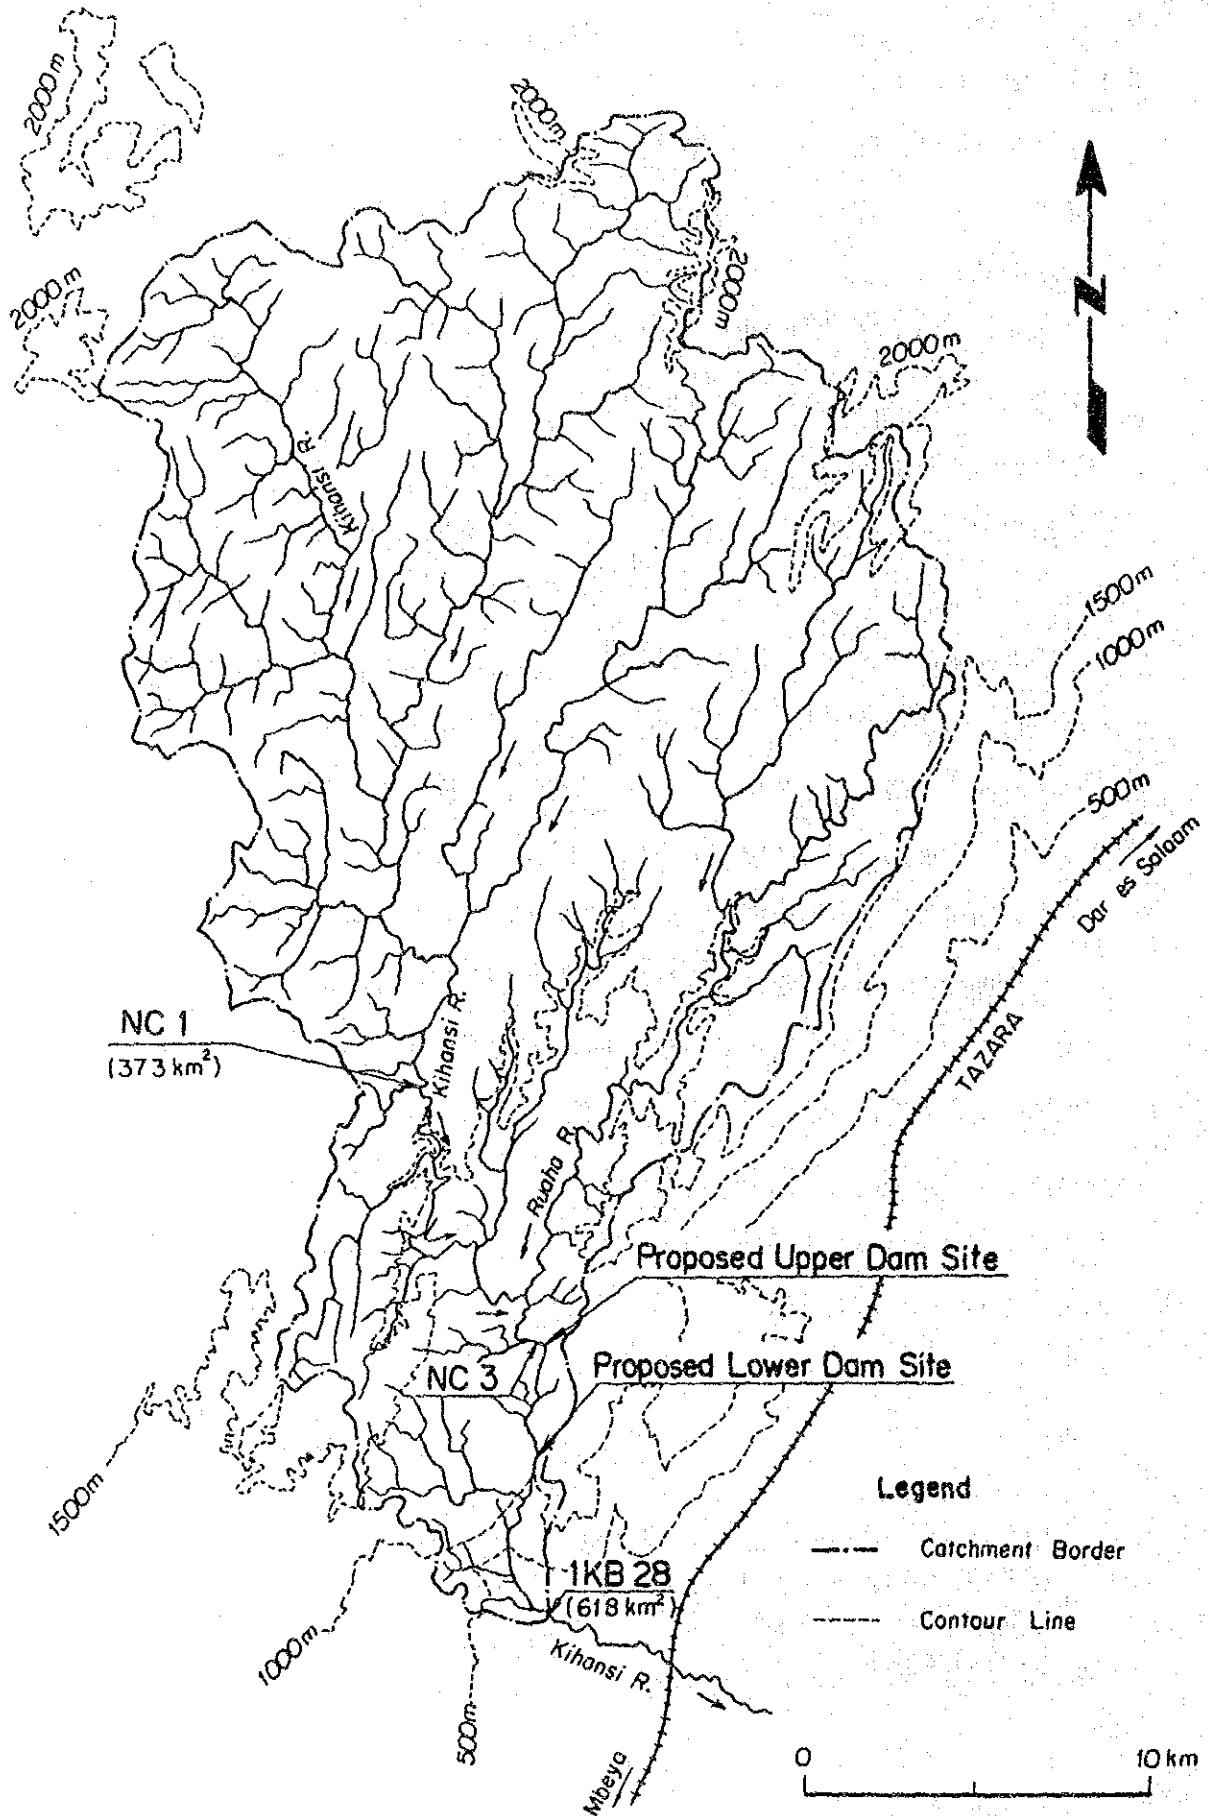 2000m
2000m
2000m
2000m
2000m
Kihansi R.
1500m
1000m
500m
Dar es Salaam
NC 1
(373 km²)
Kihansi R.
TAZARA
Ruaha R.
Proposed Upper Dam Site
NC 3
Proposed Lower Dam Site
1500m
Legend
Catchment Border
1KB 28
(618 km²)
Contour Line
1000m
Kihansi R.
500m
Mbeya
0
10 km
N